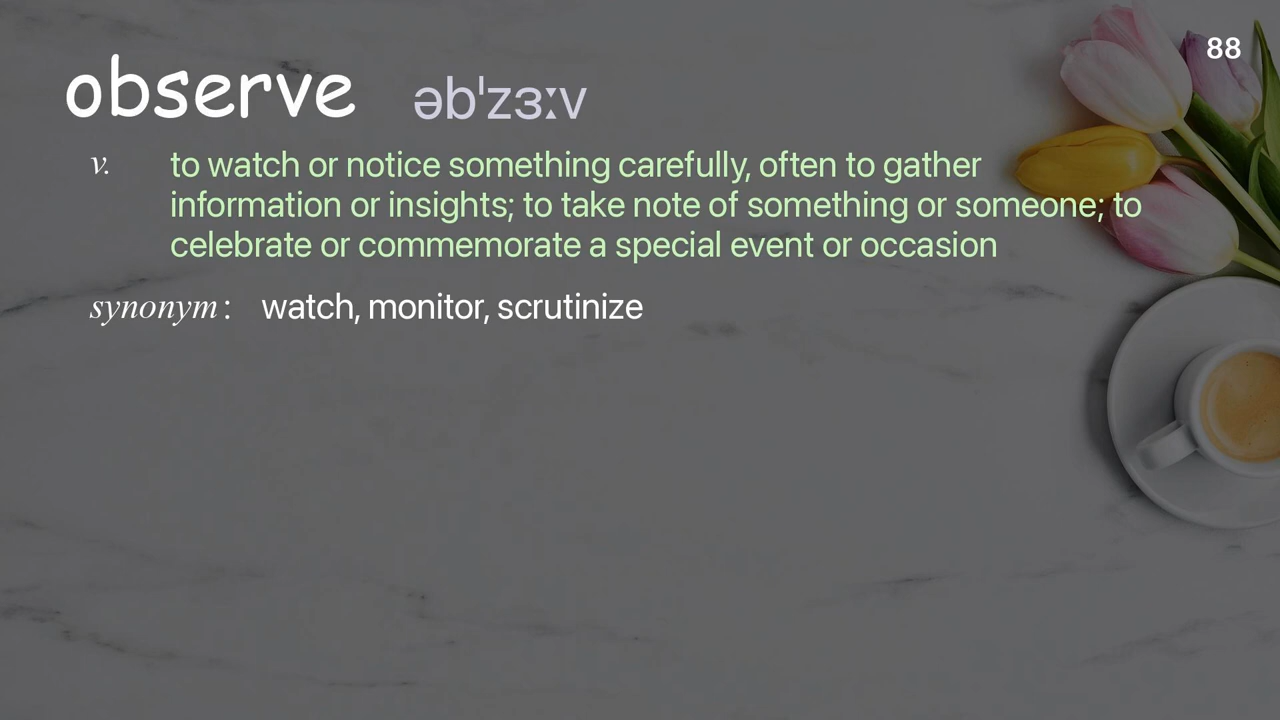 88
observe əbˈzɜːv
v. to watch or notice something carefully, often to gather
information or insights; to take note of something or someone; to
celebrate or commemorate a special event or occasion
synonym : watch, monitor, scrutinize